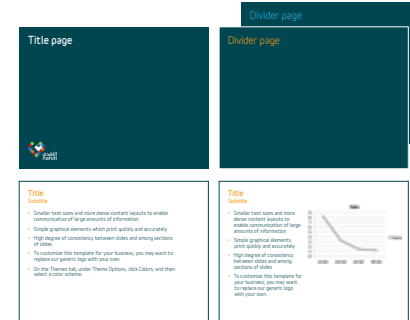 Divider page
Title page
Divider page
النهدي
nahdi
Title
Subtitle
• Smaller text sizes and more dense content layouts to enable
communication of large amounts of information
• Simple graphical elements which print quickly and accurately
• High degree of consistency between slides and among sections
of slides
• To customize this template for your business, you may want to
replace our generic logo with your own
• On the Themes tab, under Theme Options, click Colors, and then
select a color scheme
Title
Subtitle
• Smaller text sizes and more
dense content layouts to
enable communication of large
amounts of information
• Simple graphical elements
print quickly and accurately
• High degree of consistency
between slides and among
sections of slides
• To customize this template for
your business, you may want
to replace our generic logo
with your own